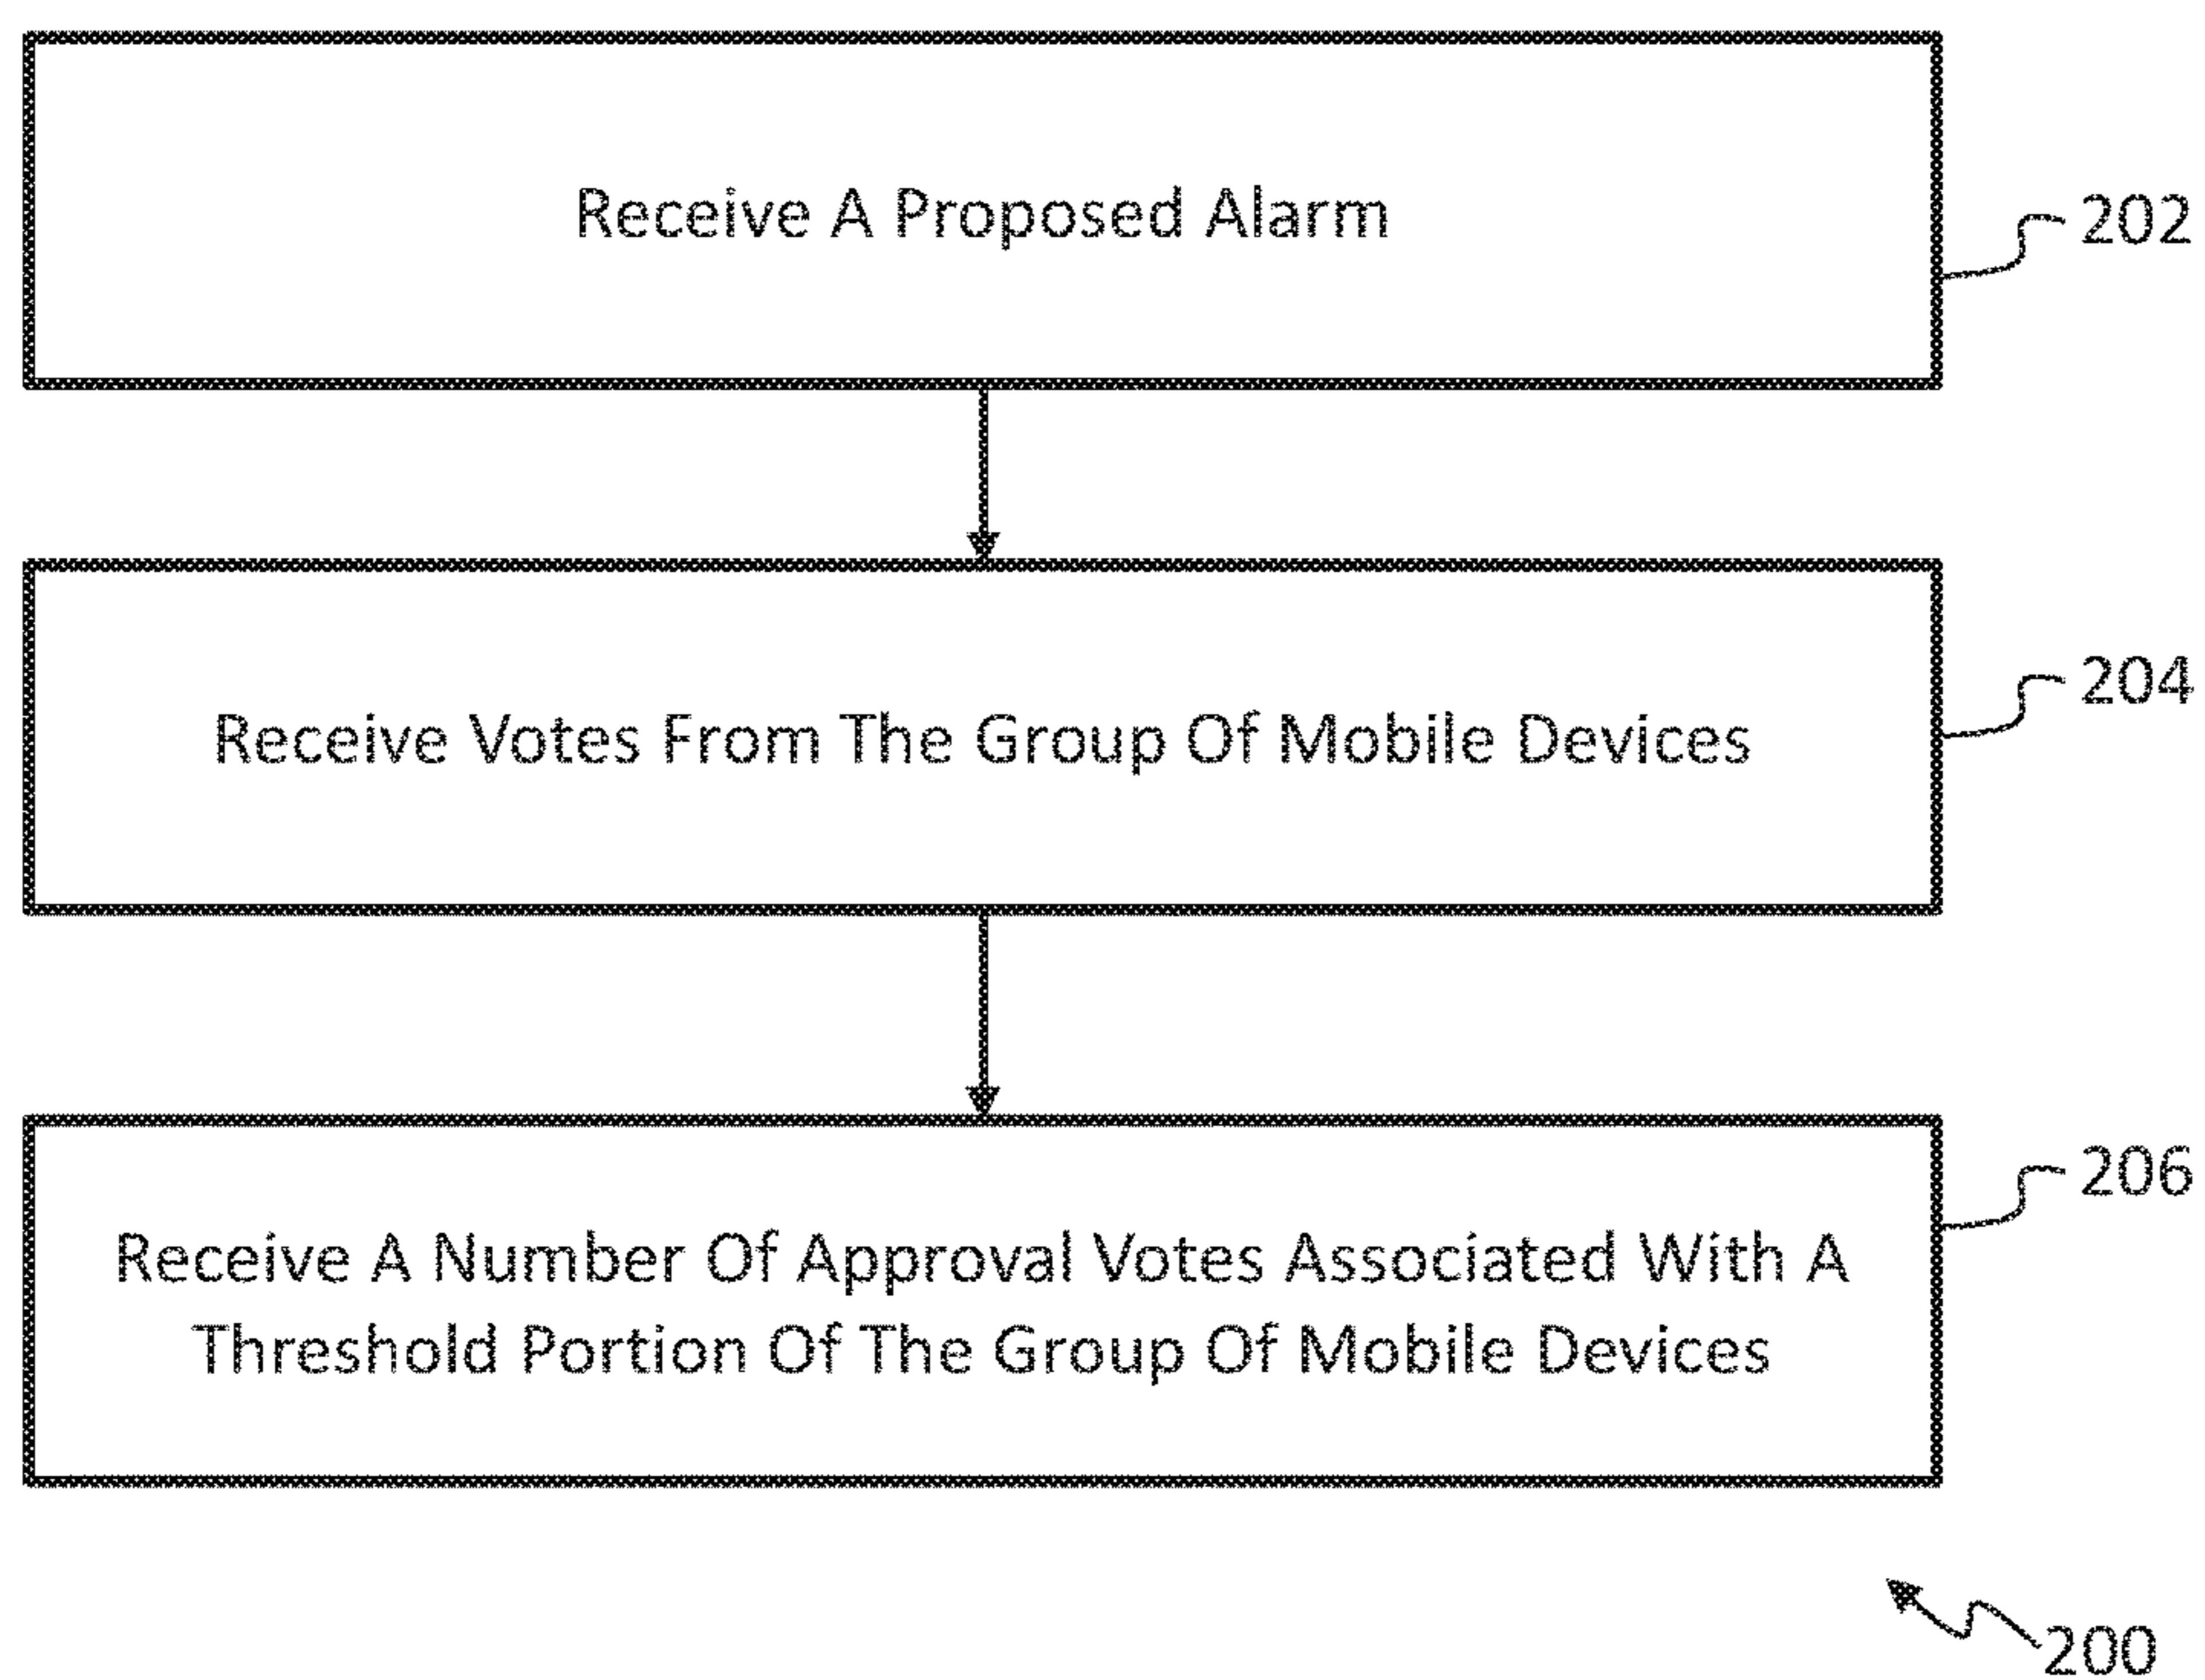 Receive A Proposed Alarm
202
Receive Votes From The Group Of Mobile Devices
204
Receive A Number Of Approval Votes Associated With A
Threshold Portion Of The Group Of Mobile Devices
206
200